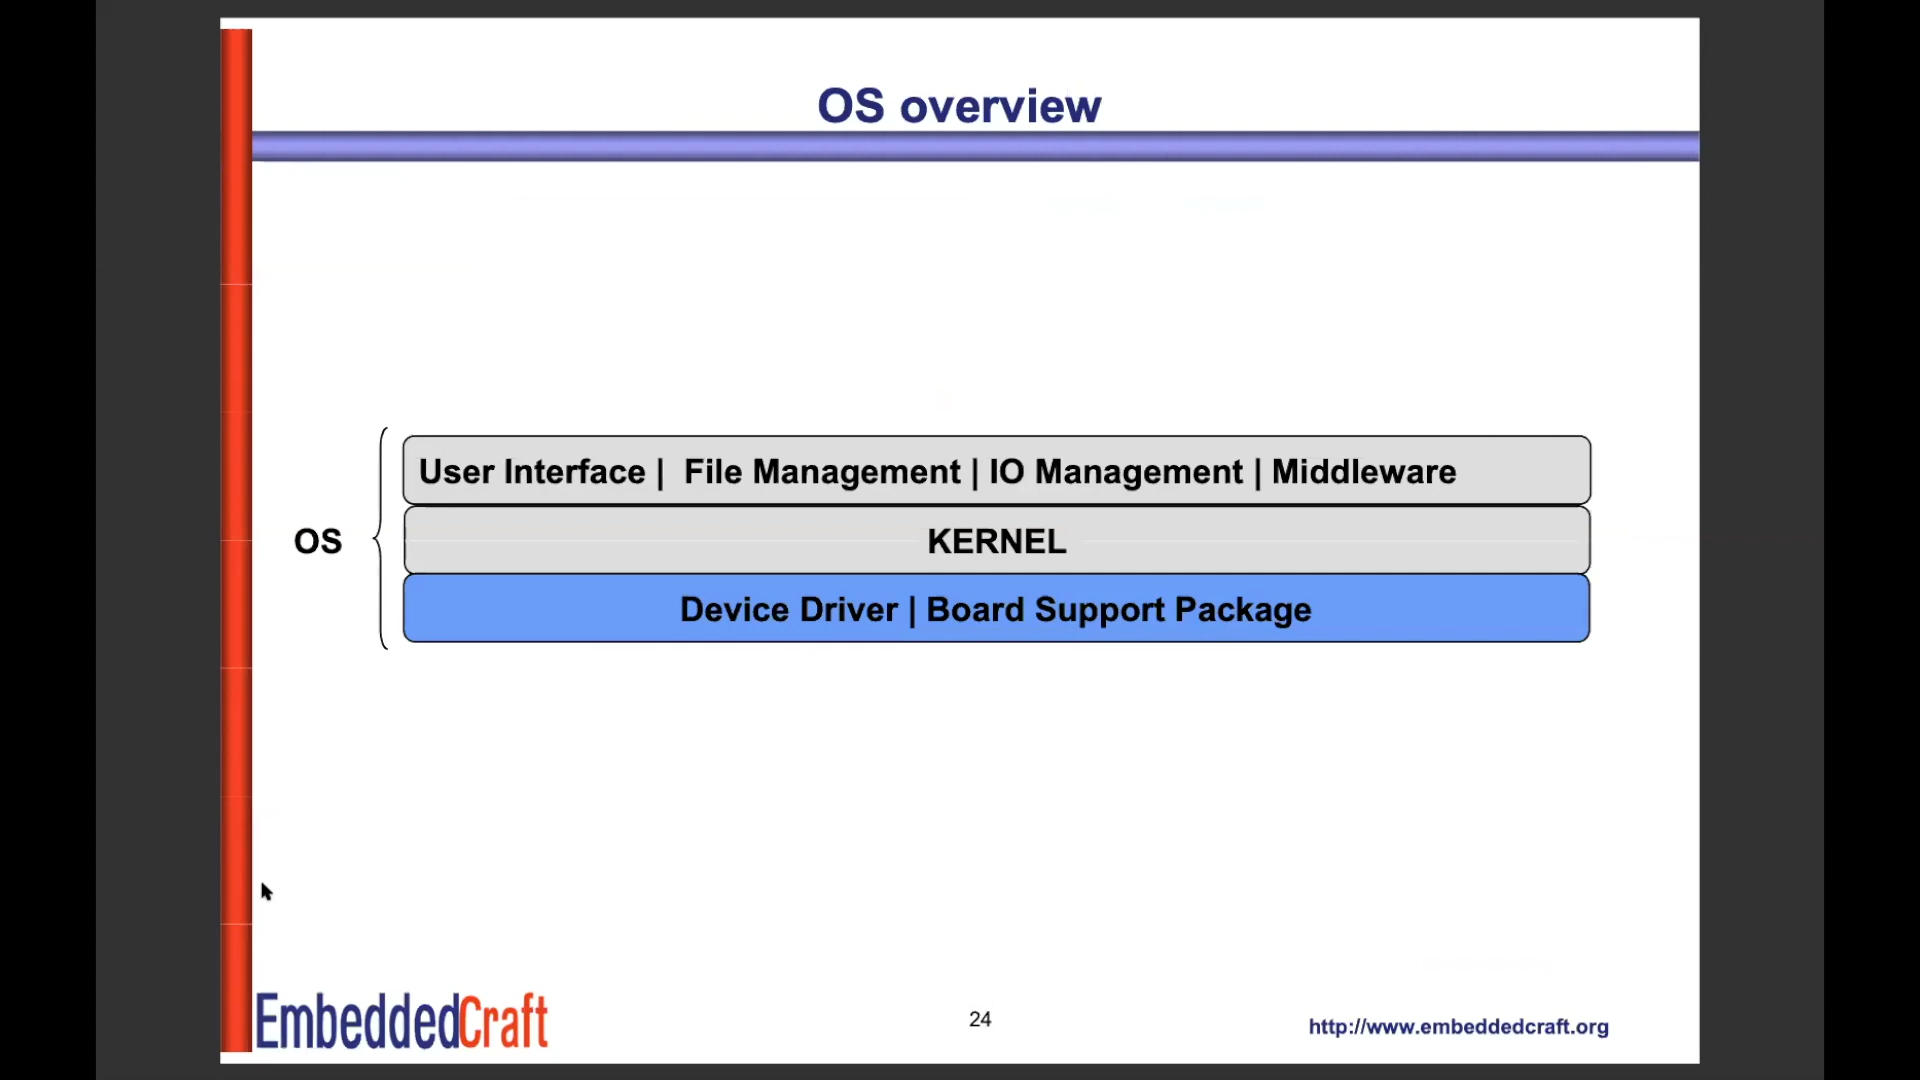 OS overview
User Interface | File Management | IO Management | Middleware
OS
KERNEL
Device Driver | Board Support Package
EmbeddedCraft
24
http://www.embeddedcraft.org